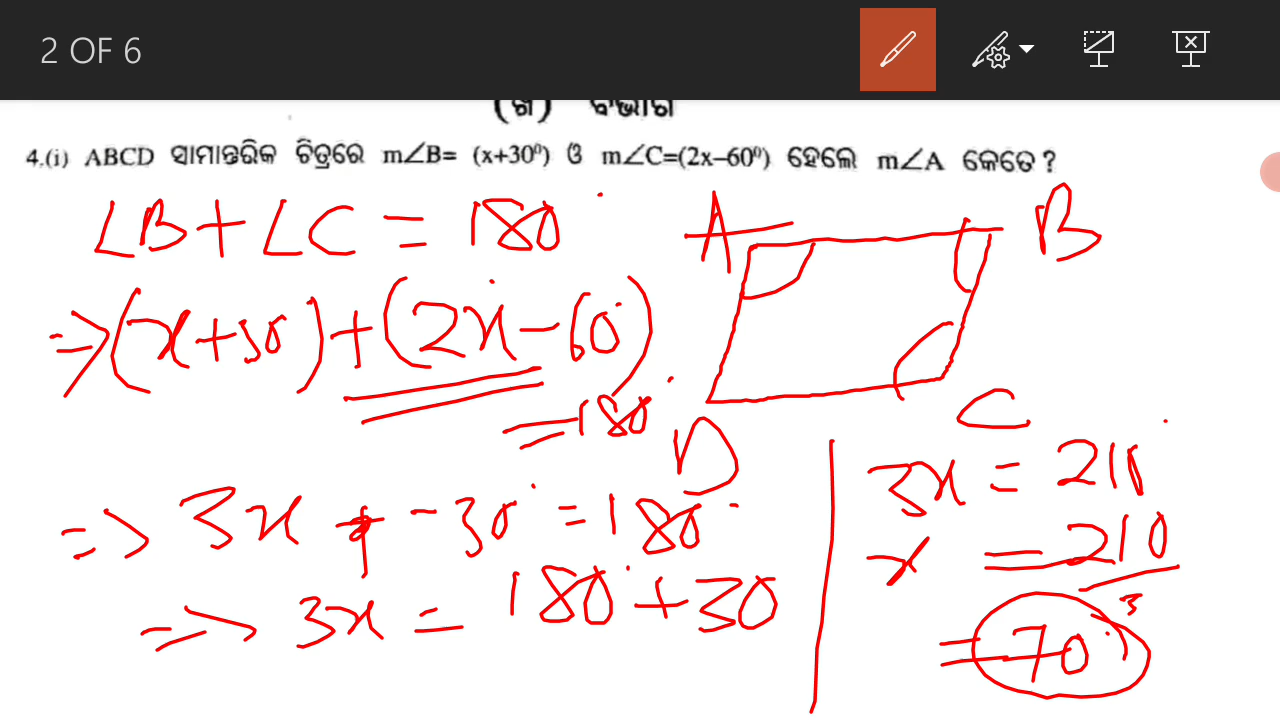 2 OF 6
(ଖ) ବିଭାଗ
4.(i) ABCD ସାମାନ୍ତରିକ ଚିତ୍ରରେ m∠B= (x+30⁰) ଓ m∠C=(2x–60⁰) ହେଲେ m∠A କେତେ ?
∠B+∠C=180°
A B
⇒(x+30°)+(2x-60°)
=180°
D C
⇒3x -30°=180°
⇒3x=180°+30
3x=210°
x =210/3
=70°